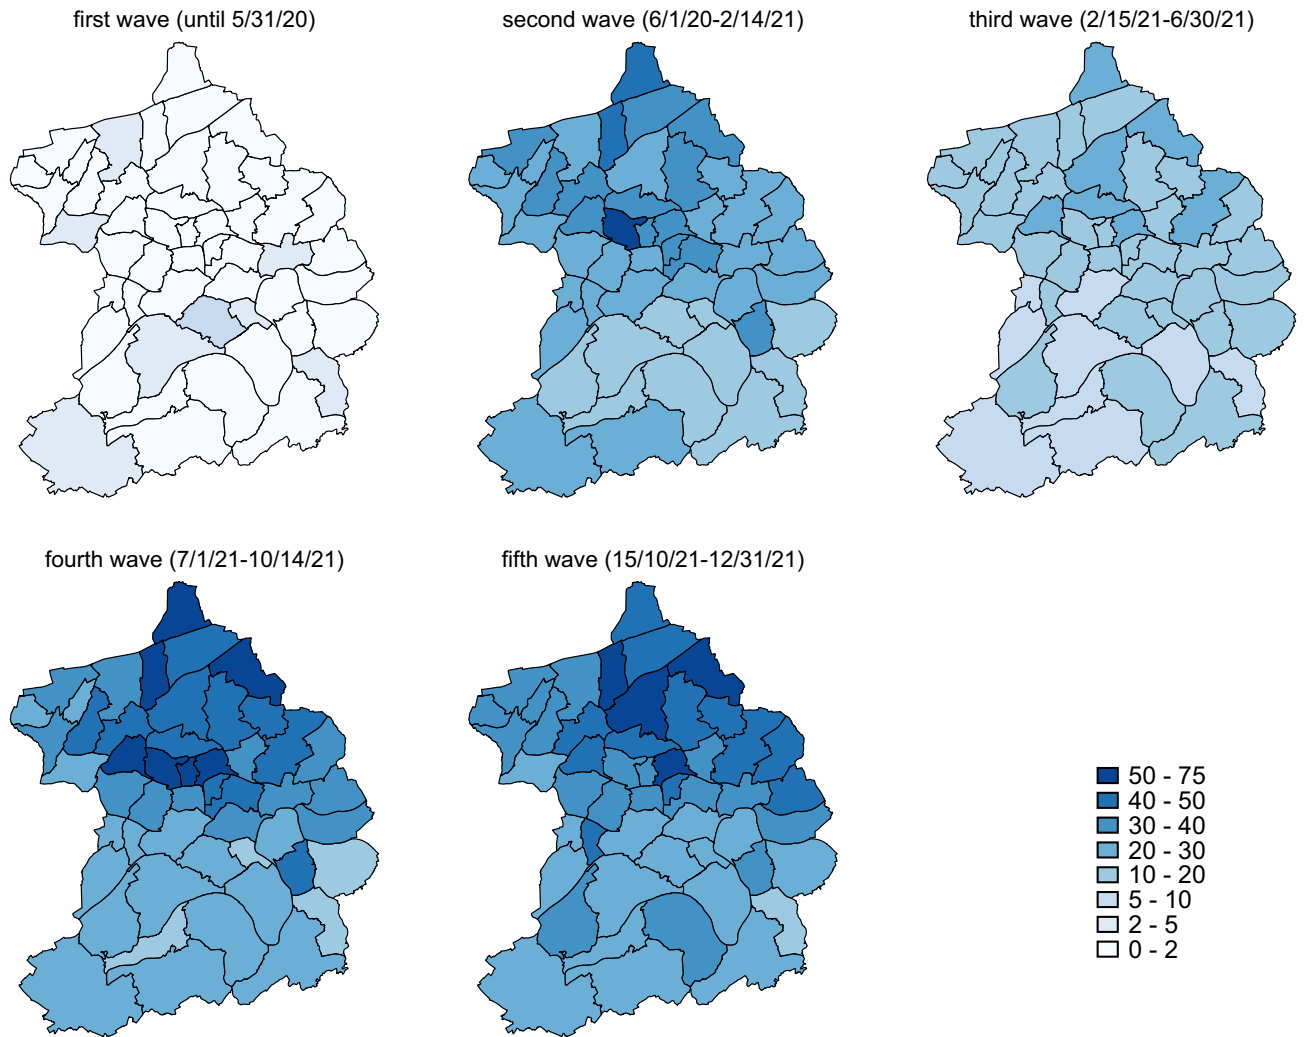 first wave (until 5/31/20)
second wave (6/1/20-2/14/21)
third wave (2/15/21-6/30/21)
fourth wave (7/1/21-10/14/21)
fifth wave (15/10/21-12/31/21)
50 - 75
40 - 50
30 - 40
20 - 30
10 - 20
5 - 10
2 - 5
0 - 2